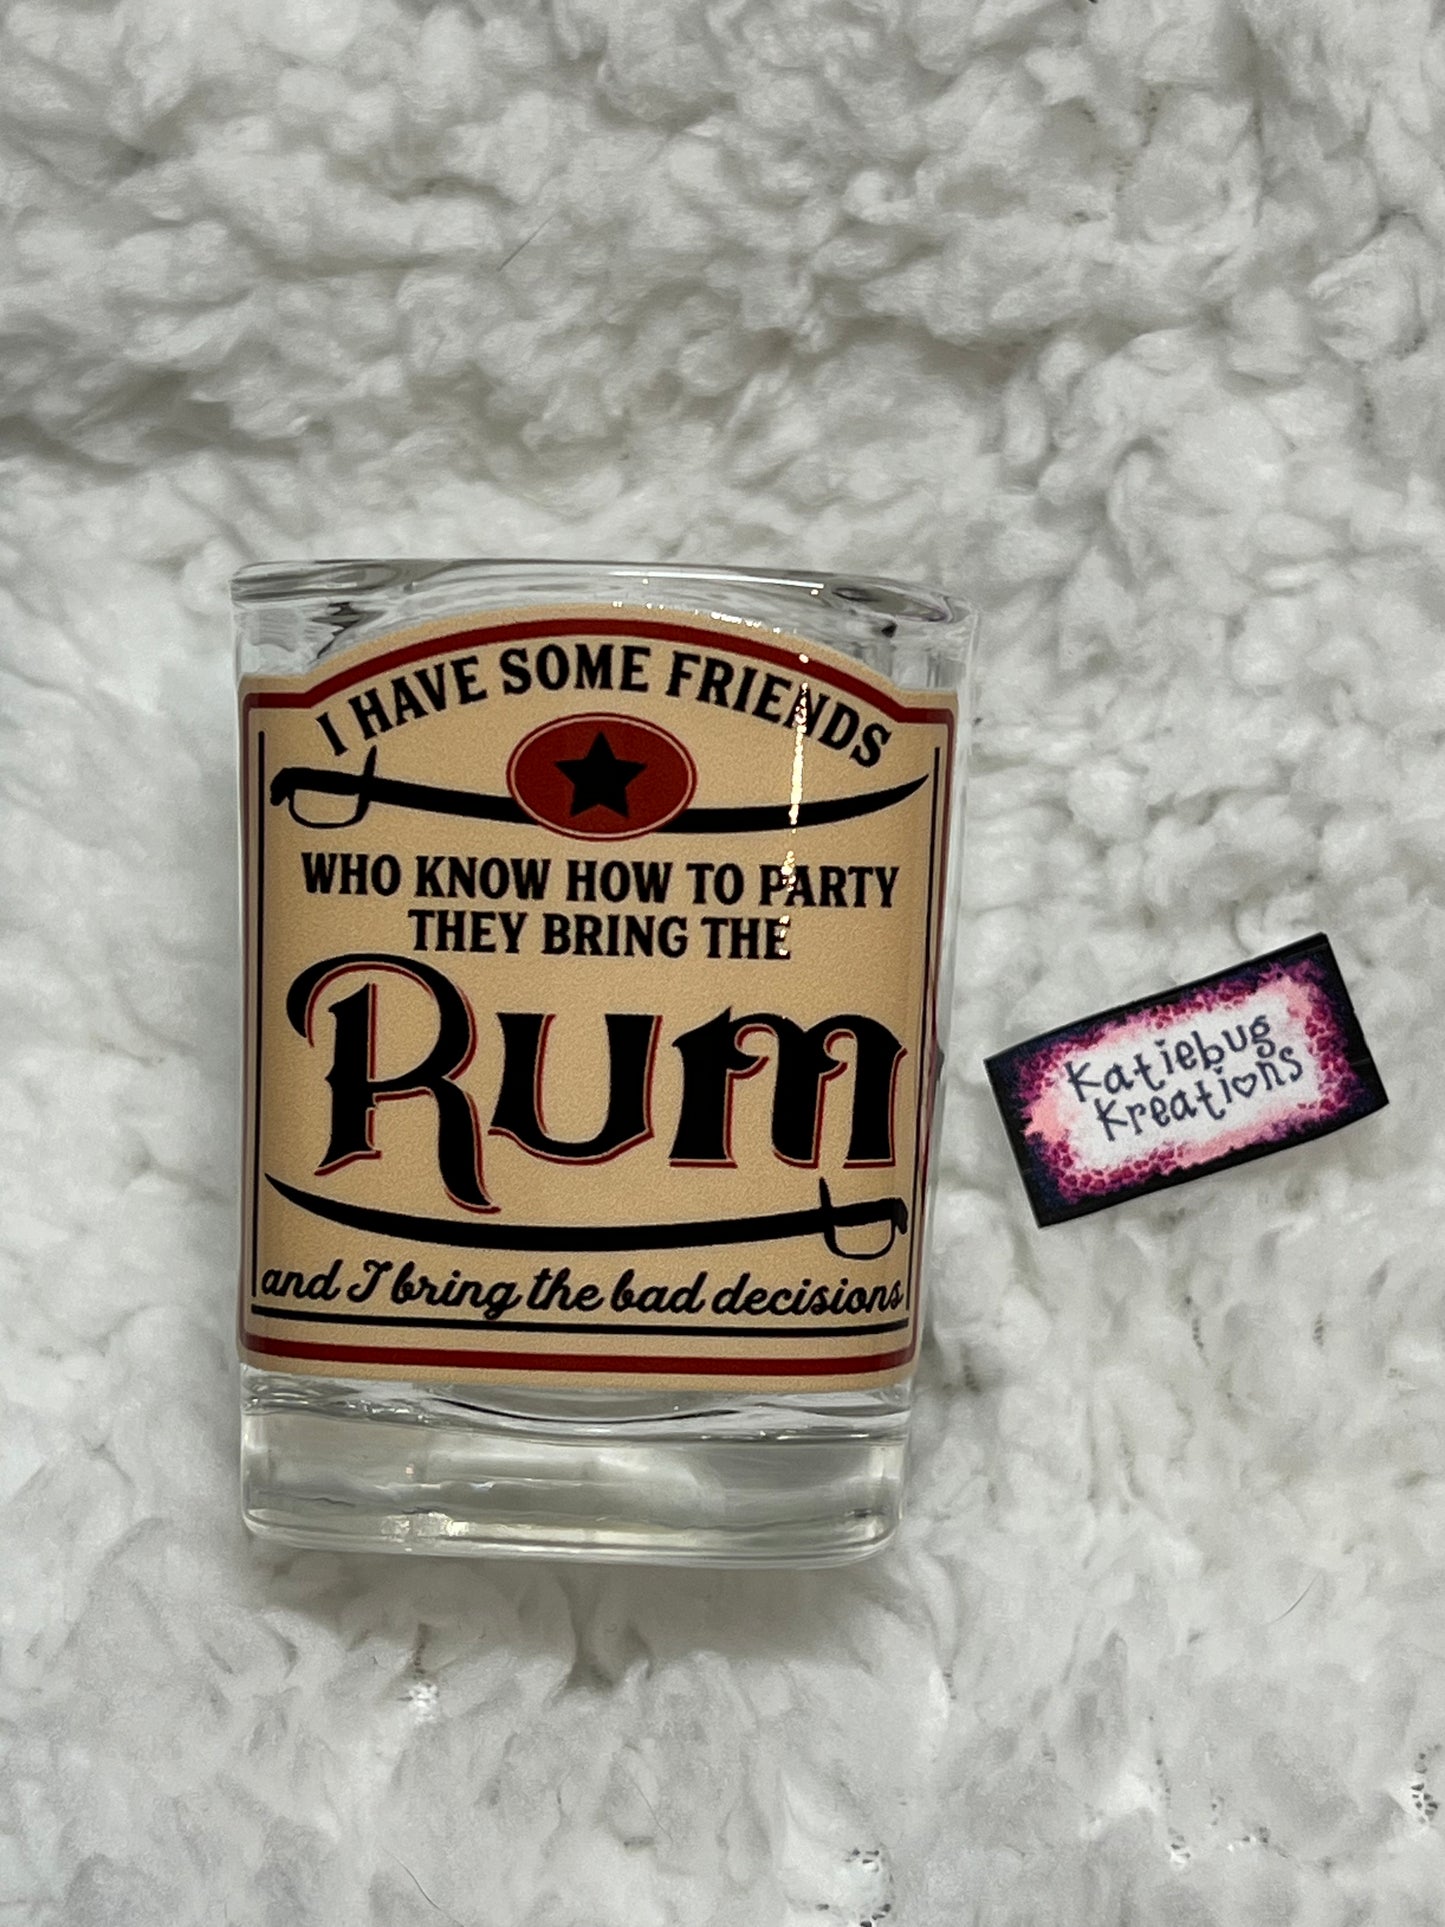 I HAVE SOME FRIENDS
WHO KNOW HOW TO PARTY
THEY BRING THE
Rum
and I bring the bad decisions
Katiebug
Kreations